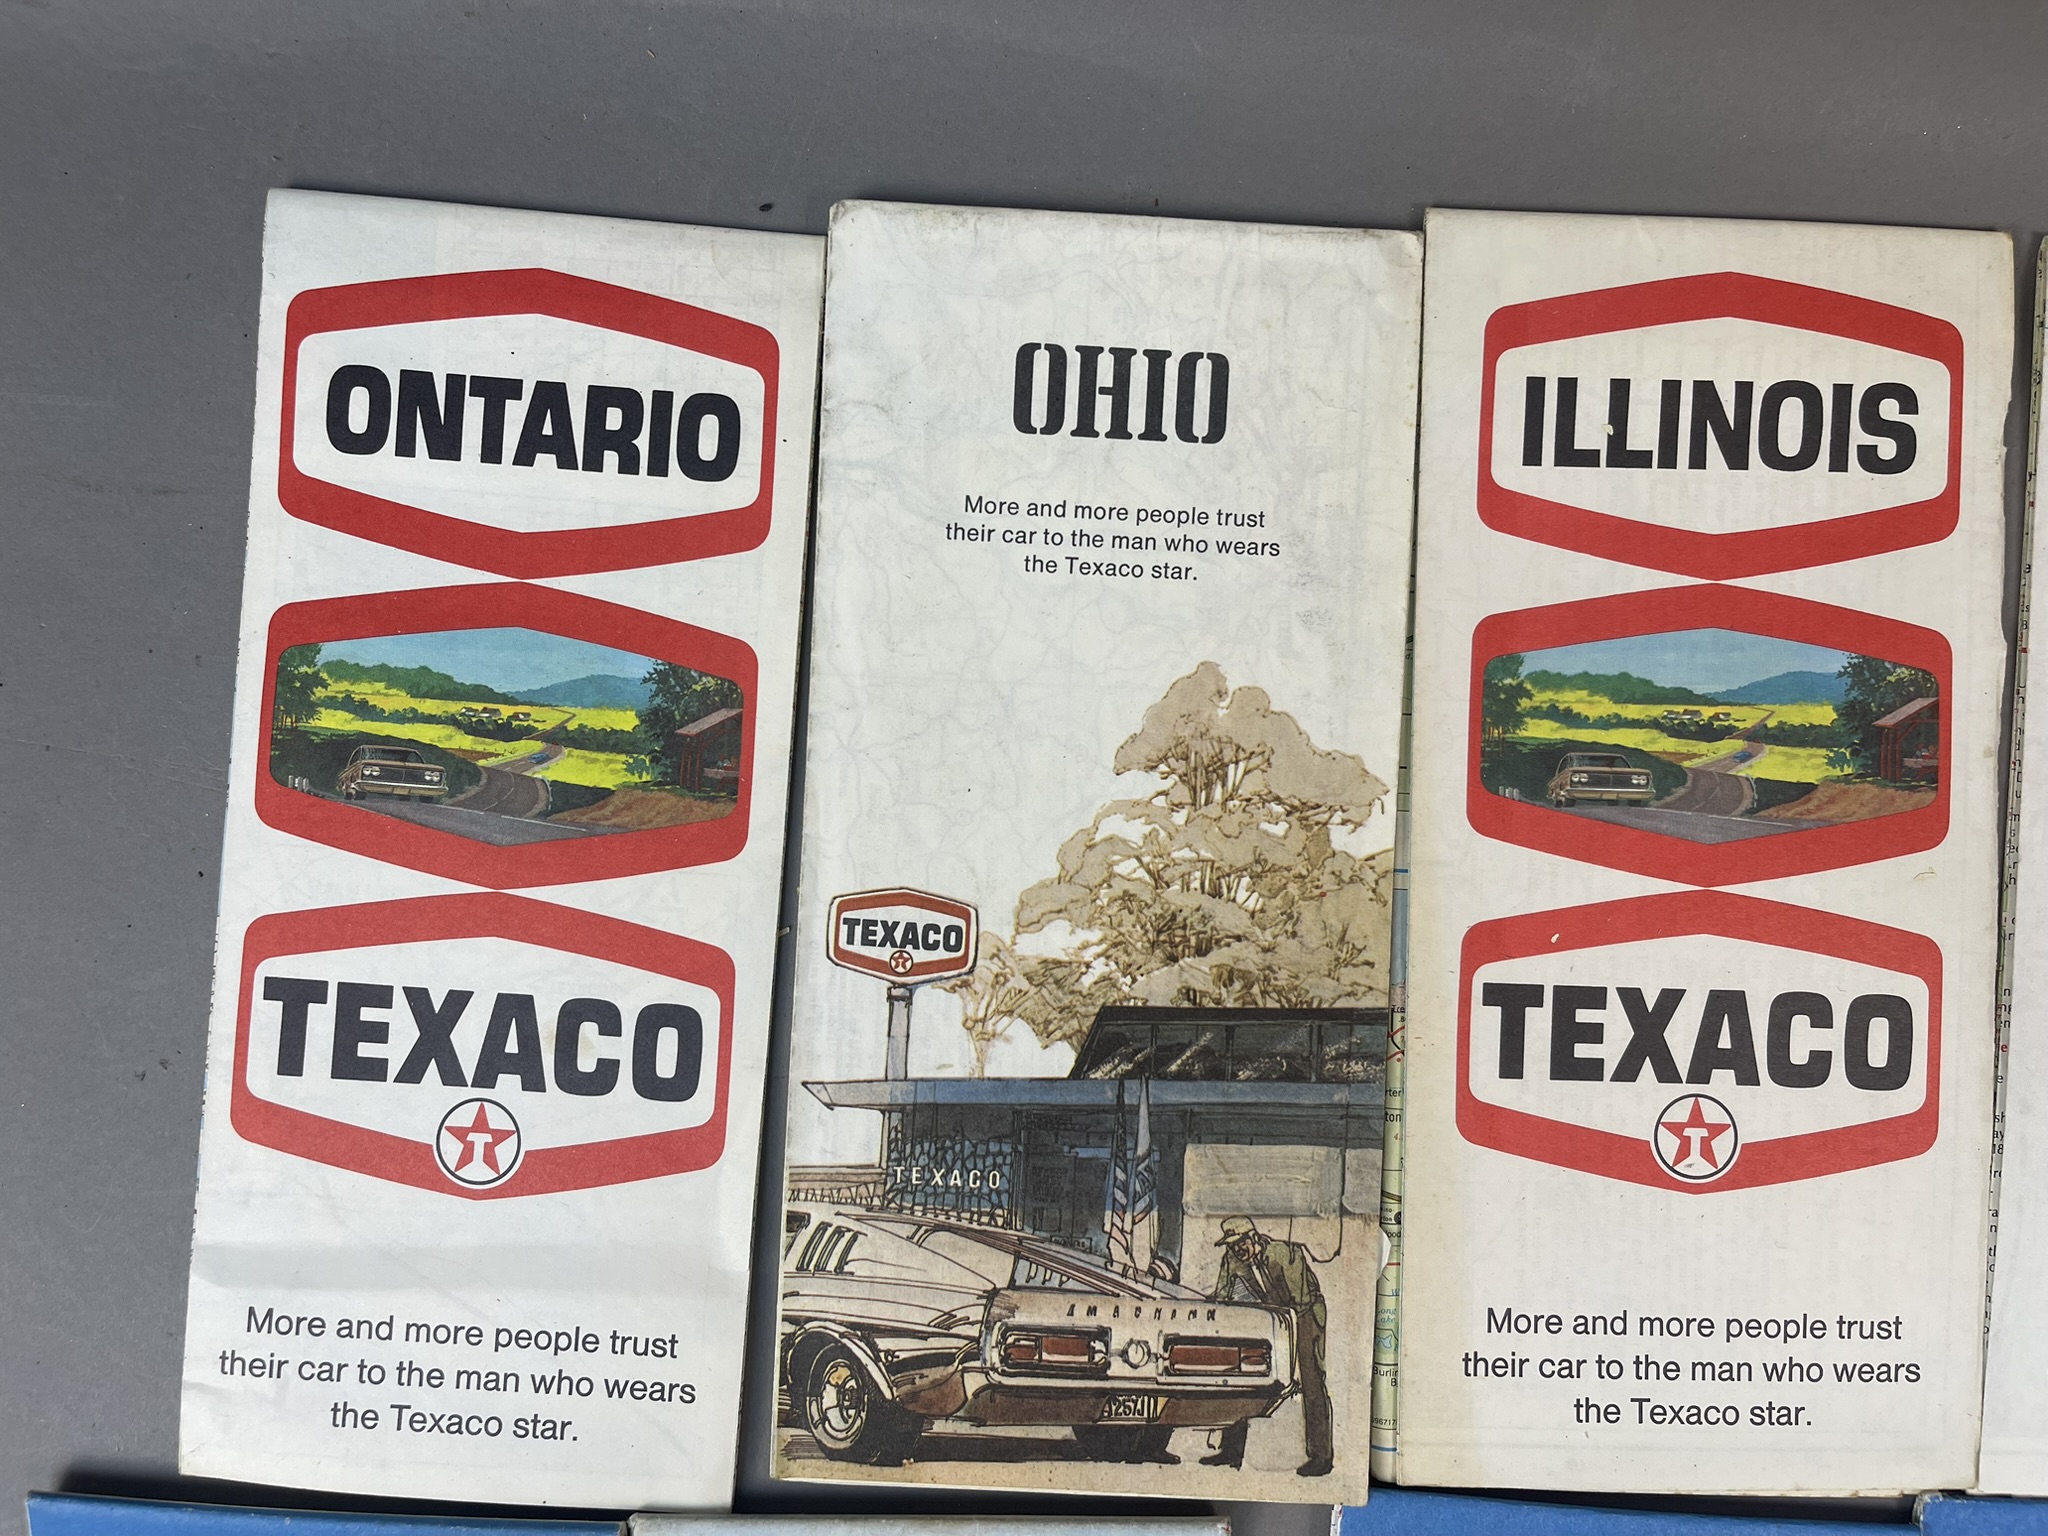 ONTARIO
TEXACO
T
More and more people trust
their car to the man who wears
the Texaco star.
OHIO
More and more people trust
their car to the man who wears
the Texaco star.
TEXACO
T
TEXACO
ILLINOIS
TEXACO
T
More and more people trust
their car to the man who wears
the Texaco star.